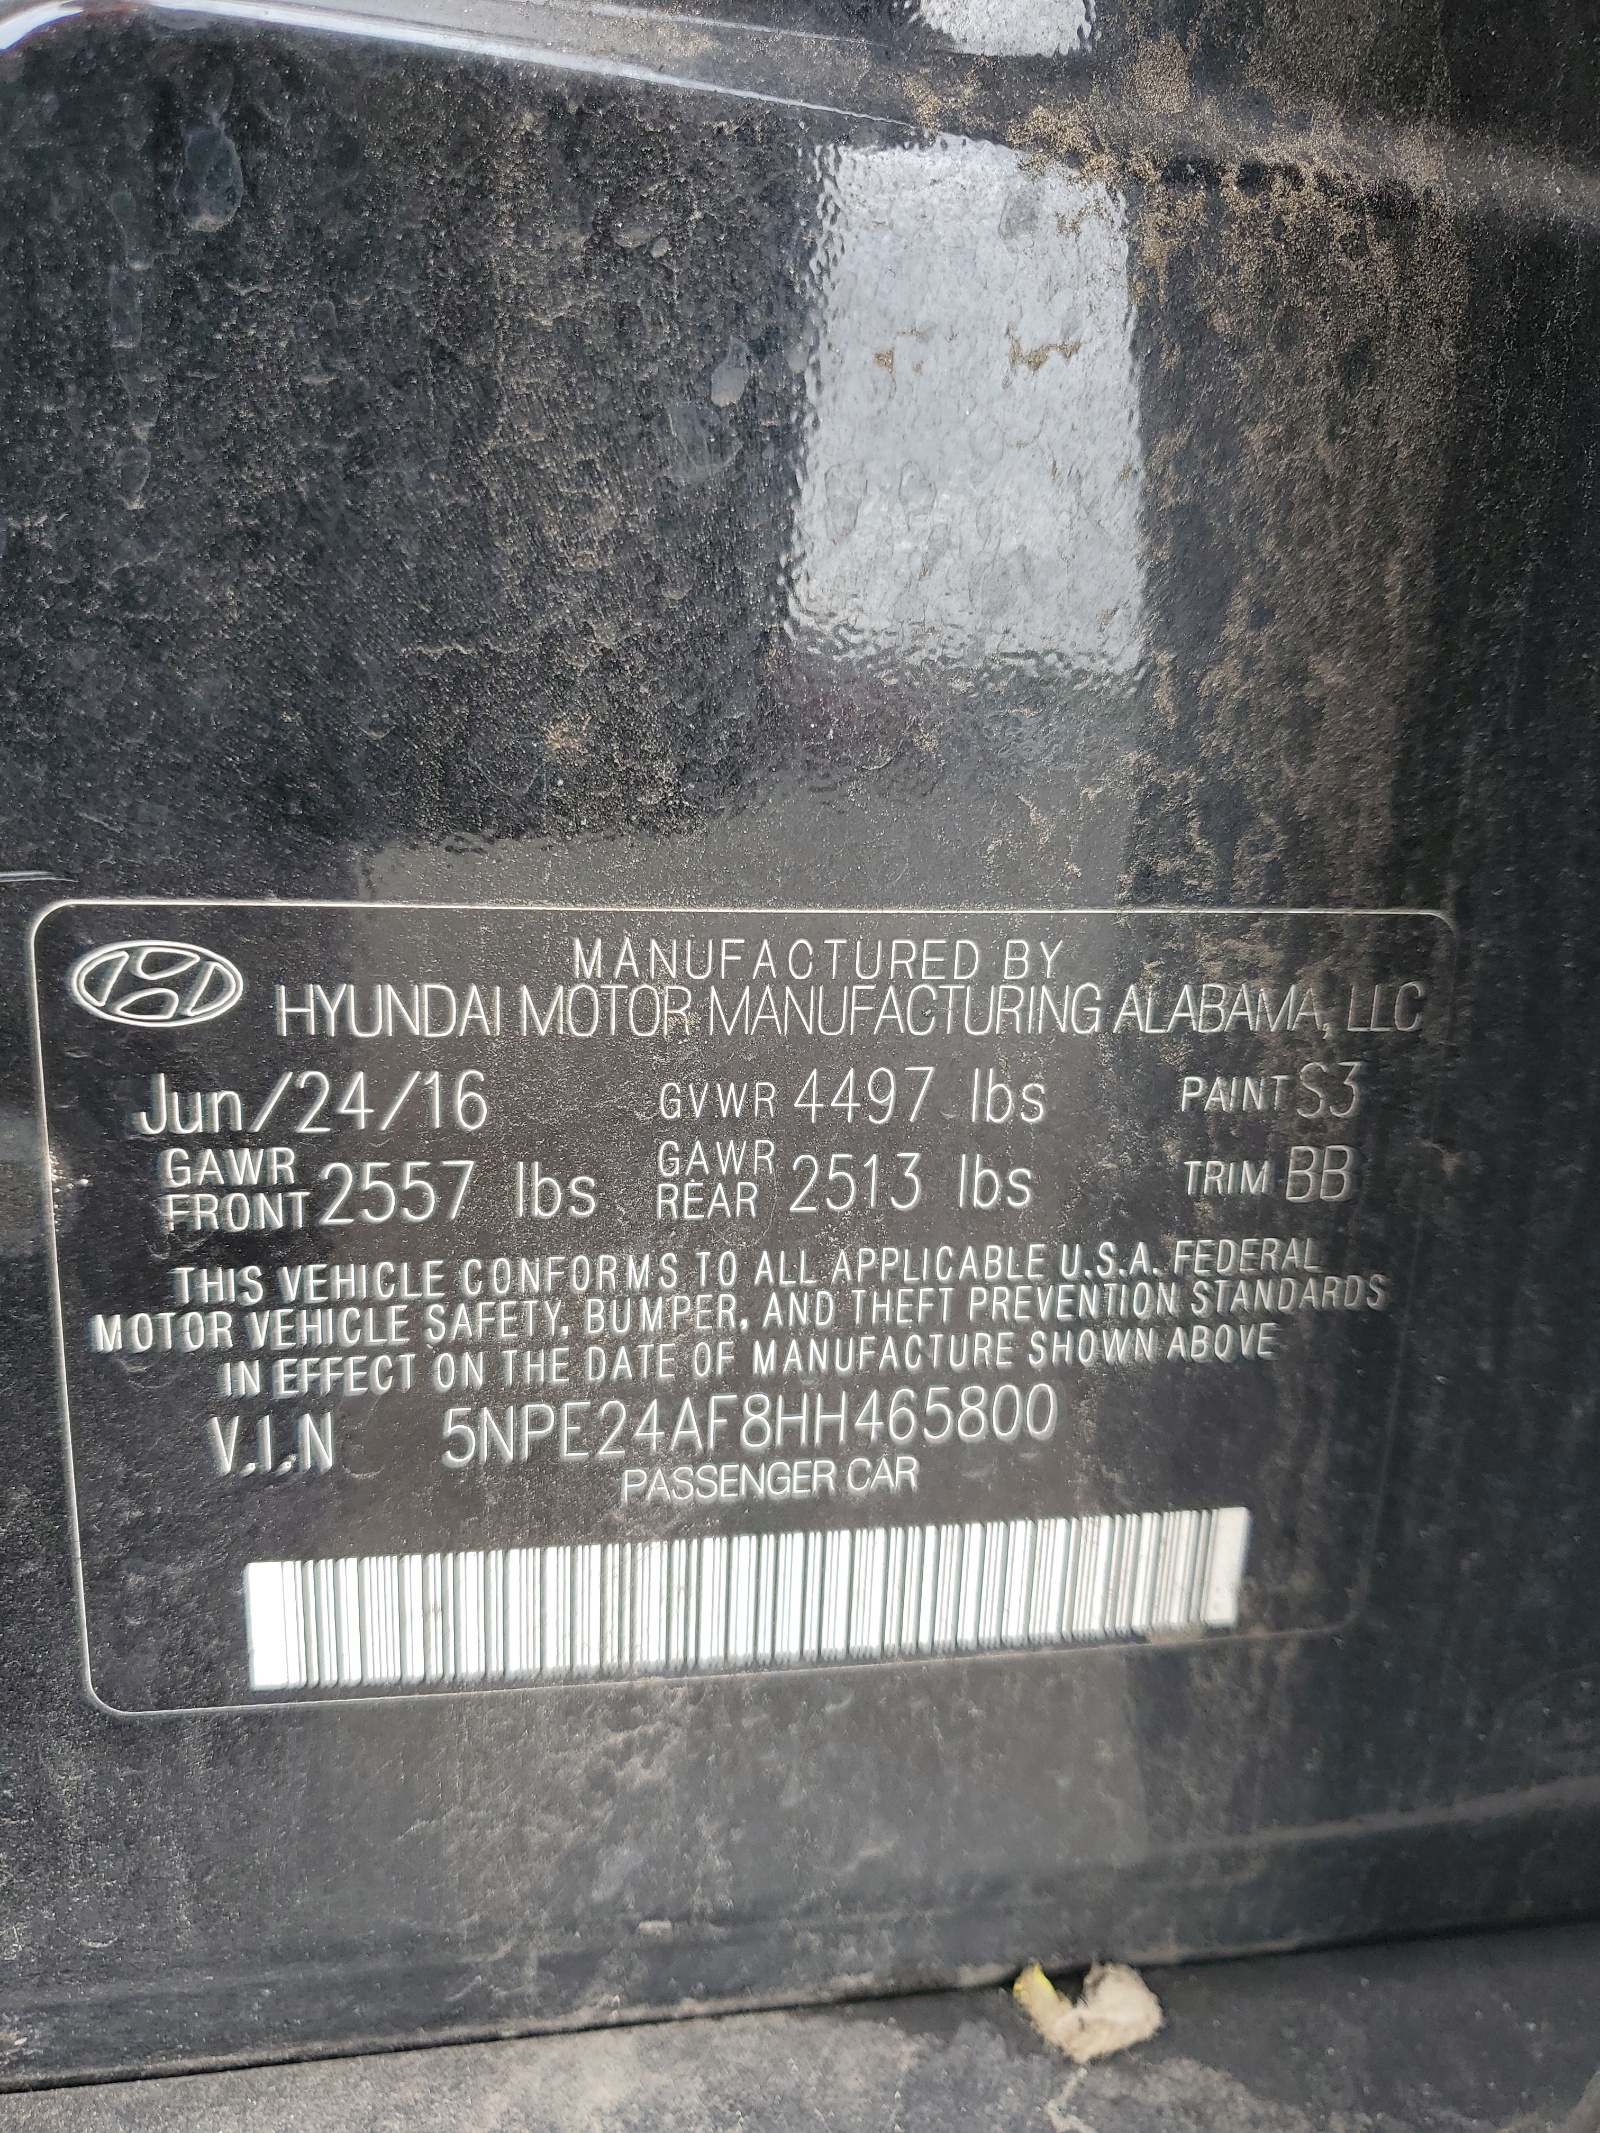 MANUFACTURED BY
HYUNDAI MOTOR MANUFACTURING ALABAMA, LLC
Jun/24/16 GVWR 4497 lbs PAINT S3
GAWR FRONT 2557 lbs GAWR REAR 2513 lbs TRIM BB
THIS VEHICLE CONFORMS TO ALL APPLICABLE U.S.A. FEDERAL
MOTOR VEHICLE SAFETY, BUMPER, AND THEFT PREVENTION STANDARDS
IN EFFECT ON THE DATE OF MANUFACTURE SHOWN ABOVE
V.I.N 5NPE24AF8HH465800
PASSENGER CAR